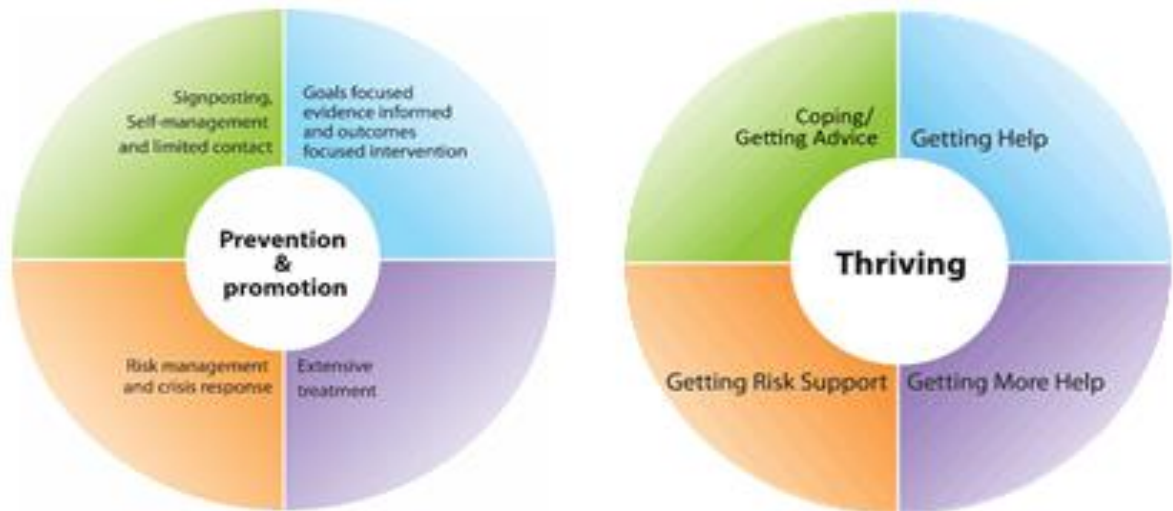 Signposting,
Self-management
and limited contact
Goals focused
evidence informed
and outcomes
focused intervention
Prevention
&
promotion
Risk management
and crisis response
Extensive
treatment
Coping/
Getting Advice
Getting Help
Thriving
Getting Risk Support
Getting More Help